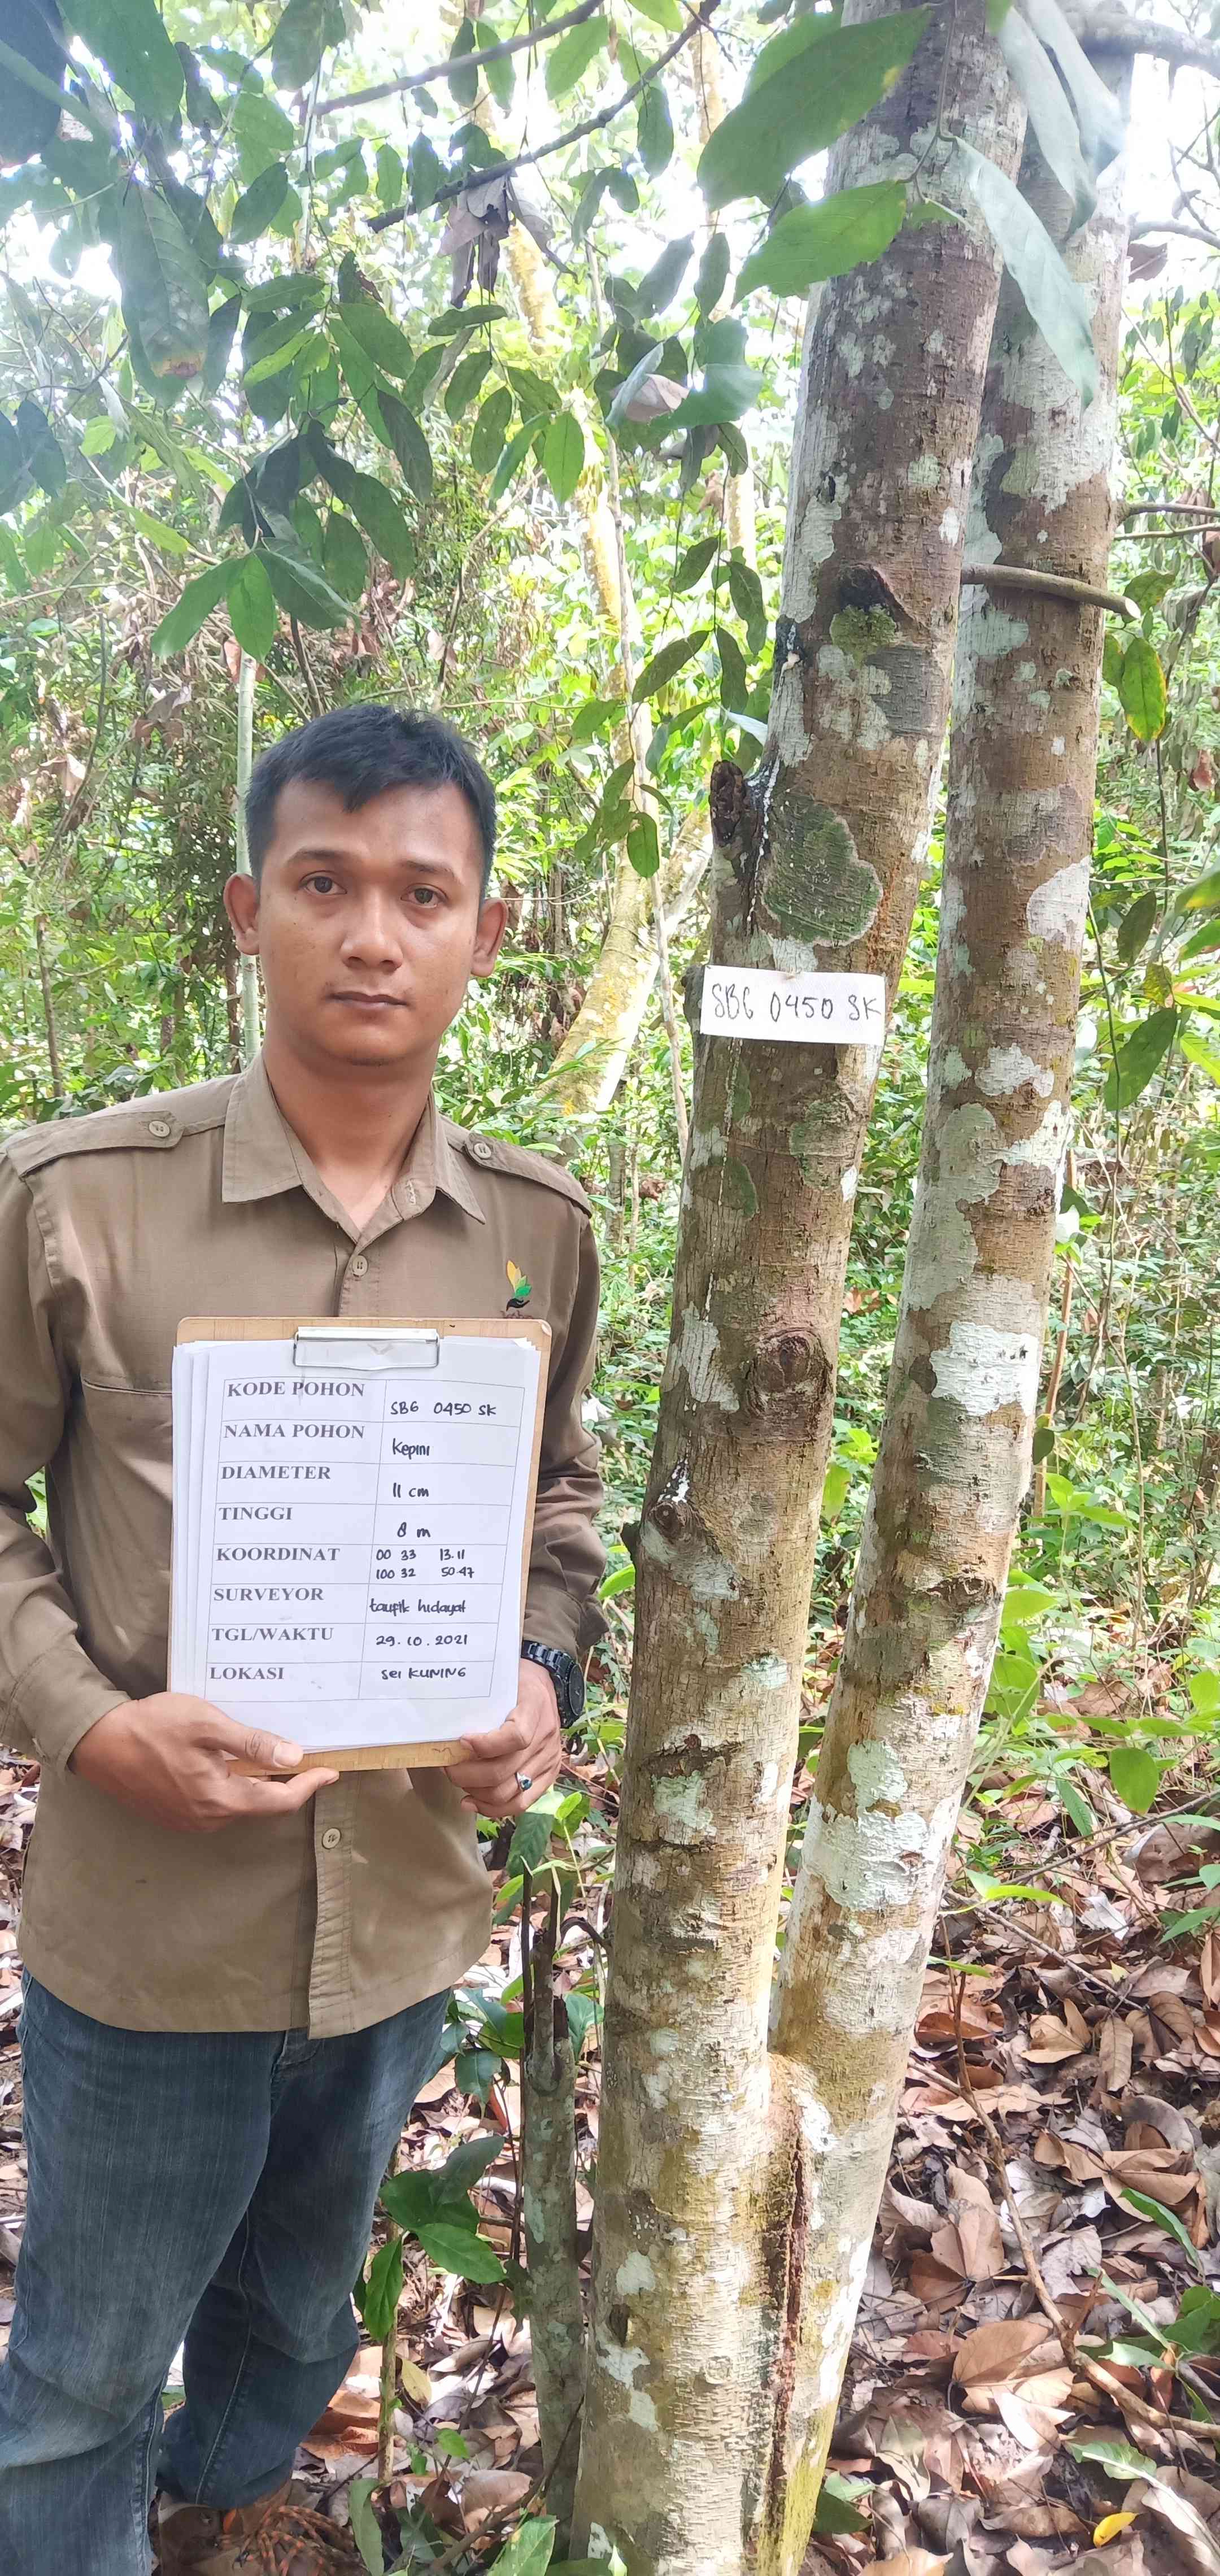 SBG 0450 SK
KODE POHON SBG 0450 SK
NAMA POHON Kepini
DIAMETER 11 cm
TINGGI 8 m
KOORDINAT 00 33 13.11
100 32 50.47
SURVEYOR taufik hidayat
TGL/WAKTU 29.10.2021
LOKASI Sei KUNING